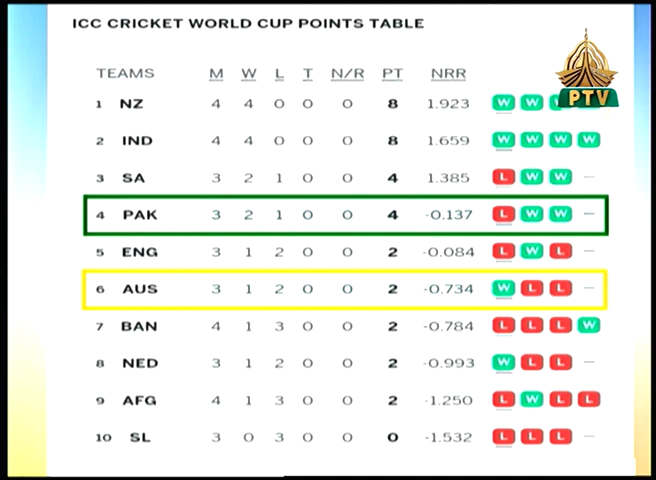 ICC CRICKET WORLD CUP POINTS TABLE
TEAMS M W L T N/R PT NRR
1 NZ 4 4 0 0 0 8 1.923 W W
2 IND 4 4 0 0 0 8 1.659 W W W W
3 SA 3 2 1 0 0 4 1.385 L W W –
4 PAK 3 2 1 0 0 4 -0.137 L W W –
5 ENG 3 1 2 0 0 2 -0.084 L W L –
6 AUS 3 1 2 0 0 2 -0.734 W L L –
7 BAN 4 1 3 0 0 2 -0.784 L L L W
8 NED 3 1 2 0 0 2 -0.993 W L L –
9 AFG 4 1 3 0 0 2 -1.250 L W L L
10 SL 3 0 3 0 0 0 -1.532 L L L –
PTV